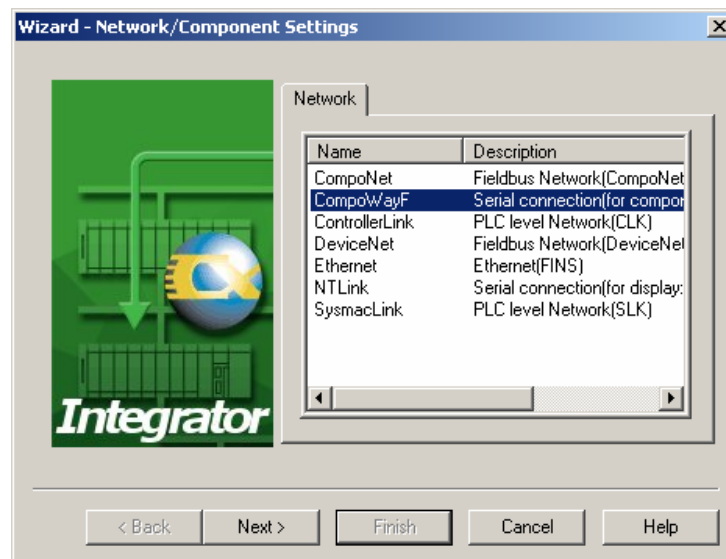 Wizard - Network/Component Settings
Network
Name Description
CompoNet Fieldbus Network(CompoNet
CompoWayF Serial connection(for compor
ControllerLink PLC level Network(CLK)
DeviceNet Fieldbus Network(DeviceNet
Ethernet Ethernet(FINS)
NTLink Serial connection(for display:
SysmacLink PLC level Network(SLK)
CX
Integrator
< Back Next > Finish Cancel Help